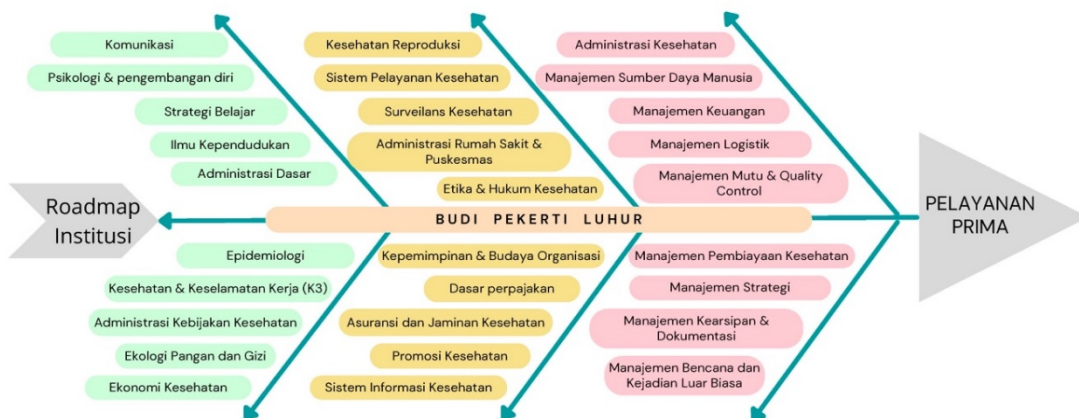 Komunikasi
Psikologi & pengembangan diri
Strategi Belajar
Ilmu Kependudukan
Administrasi Dasar
Kesehatan Reproduksi
Sistem Pelayanan Kesehatan
Surveilans Kesehatan
Administrasi Rumah Sakit &
Puskesmas
Etika & Hukum Kesehatan
Administrasi Kesehatan
Manajemen Sumber Daya Manusia
Manajemen Keuangan
Manajemen Logistik
Manajemen Mutu & Quality
Control
Roadmap
Institusi
BUDI PEKERTI LUHUR
PELAYANAN
PRIMA
Epidemiologi
Kesehatan & Keselamatan Kerja (K3)
Administrasi Kebijakan Kesehatan
Ekologi Pangan dan Gizi
Ekonomi Kesehatan
Kepemimpinan & Budaya Organisasi
Dasar perpajakan
Asuransi dan Jaminan Kesehatan
Promosi Kesehatan
Sistem Informasi Kesehatan
Manajemen Pembiayaan Kesehatan
Manajemen Strategi
Manajemen Kearsipan &
Dokumentasi
Manajemen Bencana dan
Kejadian Luar Biasa